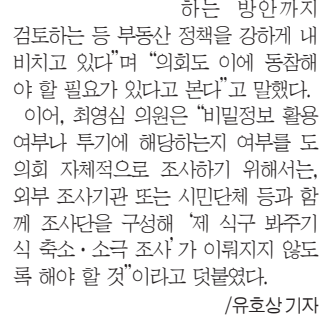 하는 방안까지
검토하는 등 부동산 정책을 강하게 내
비치고 있다”며 “의회도 이에 동참해
야 할 필요가 있다고 본다”고 말했다.
이어, 최영심 의원은 “비밀정보 활용
여부나 투기에 해당하는지 여부를 도
의회 자체적으로 조사하기 위해서는,
외부 조사기관 또는 시민단체 등과 함
께 조사단을 구성해 ‘제 식구 봐주기
식 축소·소극 조사’가 이뤄지지 않도
록 해야 할 것”이라고 덧붙였다.
/유호상기자